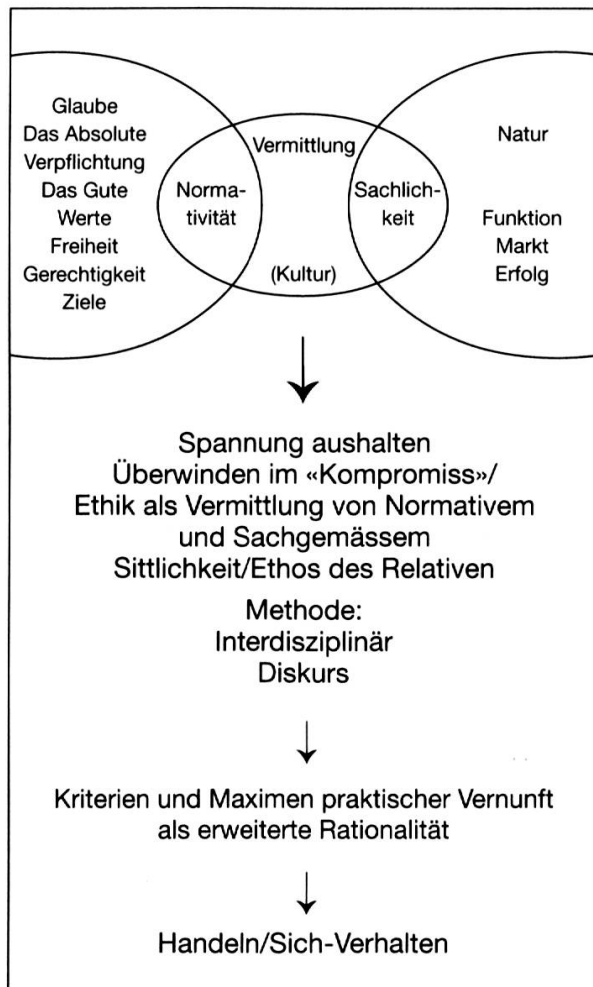 Glaube
Das Absolute
Verpflichtung
Das Gute
Werte
Freiheit
Gerechtigkeit
Ziele
Norma-
tivität
Vermittlung
(Kultur)
Sachlich-
keit
Natur
Funktion
Markt
Erfolg
Spannung aushalten
Überwinden im «Kompromiss»/
Ethik als Vermittlung von Normativem
und Sachgemässem
Sittlichkeit/Ethos des Relativen
Methode:
Interdisziplinär
Diskurs
Kriterien und Maximen praktischer Vernunft
als erweiterte Rationalität
Handeln/Sich-Verhalten